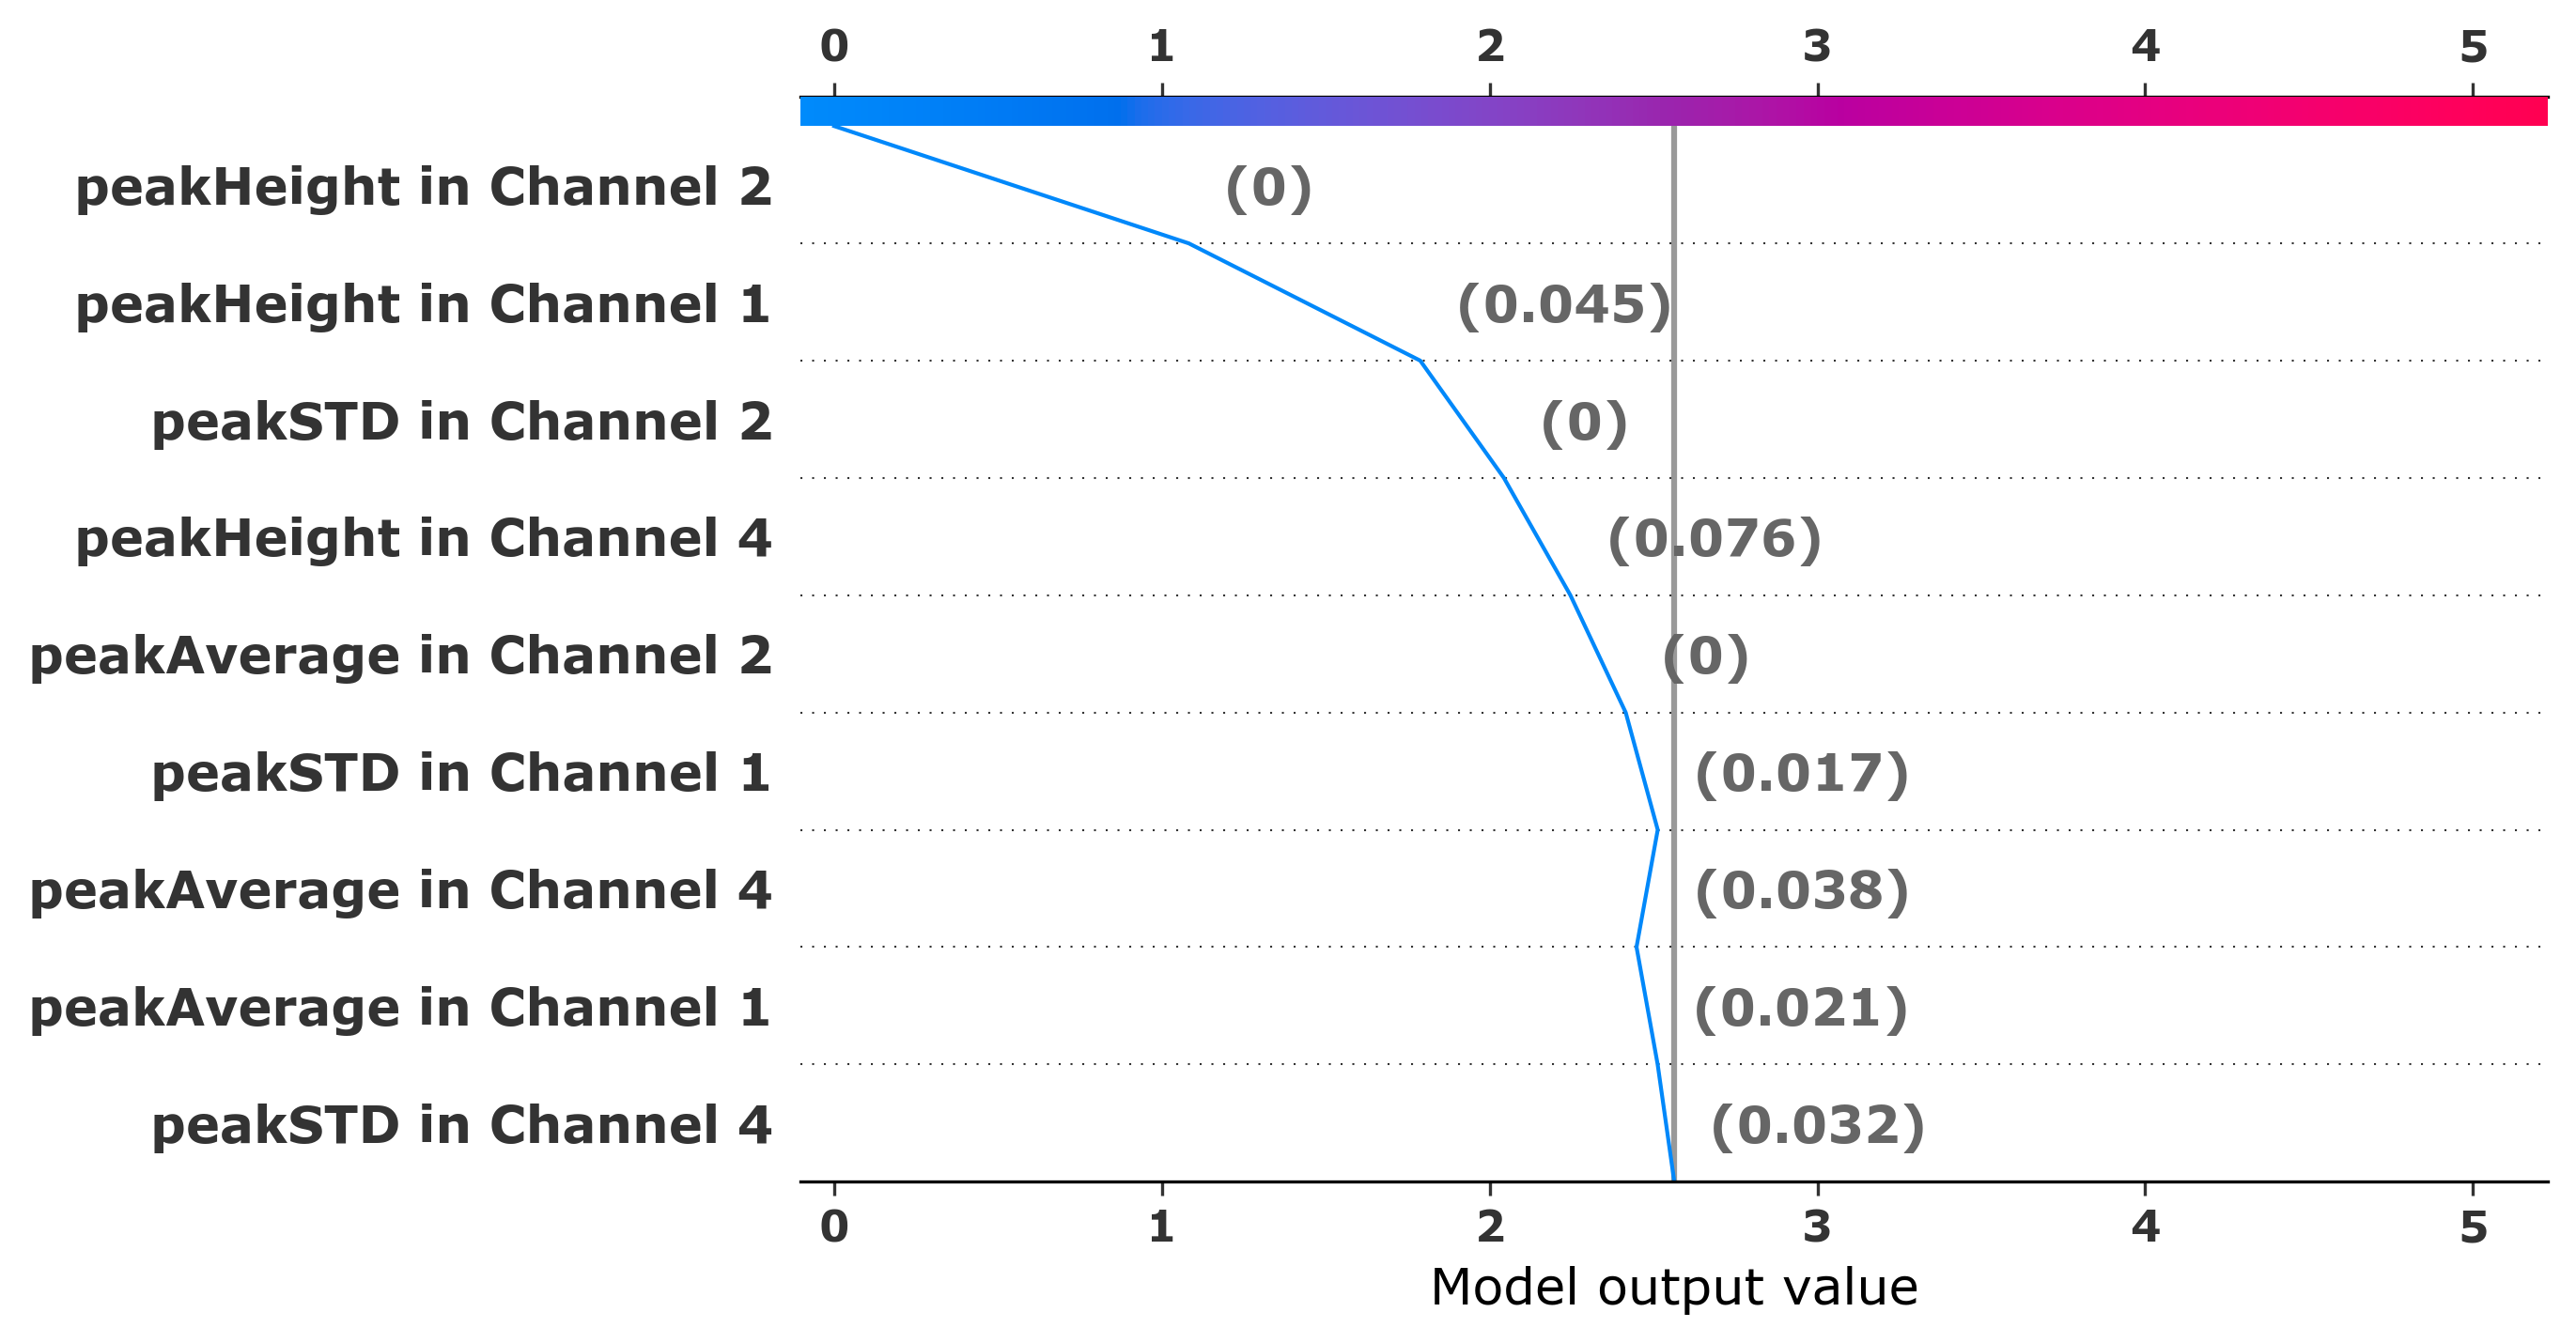 0 1 2 3 4 5
peakHeight in Channel 2 (0)
peakHeight in Channel 1 (0.045)
peakSTD in Channel 2 (0)
peakHeight in Channel 4 (0.076)
peakAverage in Channel 2 (0)
peakSTD in Channel 1 (0.017)
peakAverage in Channel 4 (0.038)
peakAverage in Channel 1 (0.021)
peakSTD in Channel 4 (0.032)
0 1 2 3 4 5
Model output value